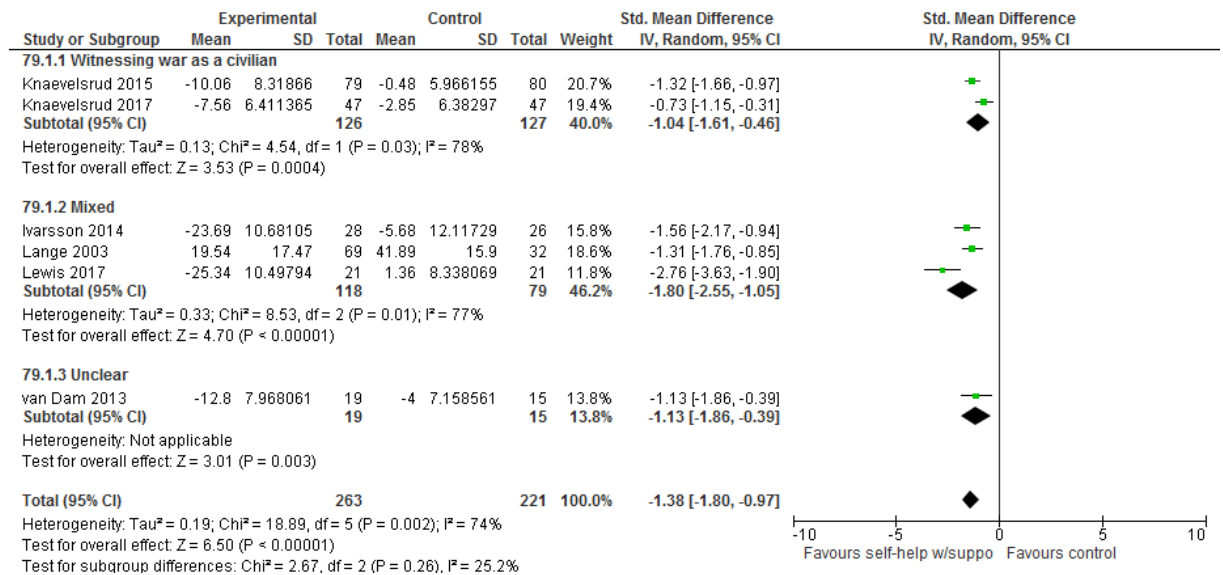 Experimental Control Std. Mean Difference Std. Mean Difference
Study or Subgroup Mean SD Total Mean SD Total Weight IV, Random, 95% CI IV, Random, 95% CI
79.1.1 Witnessing war as a civilian
Knaevelsrud 2015 -10.06 8.31866 79 -0.48 5.966155 80 20.7% -1.32 [-1.66, -0.97]
Knaevelsrud 2017 -7.56 6.411365 47 -2.85 6.38297 47 19.4% -0.73 [-1.15, -0.31]
Subtotal (95% CI) 126 127 40.0% -1.04 [-1.61, -0.46]
Heterogeneity: Tau² = 0.13; Chi² = 4.54, df = 1 (P = 0.03); I² = 78%
Test for overall effect: Z = 3.53 (P = 0.0004)
79.1.2 Mixed
Ivarsson 2014 -23.69 10.68105 28 -5.68 12.11729 26 15.8% -1.56 [-2.17, -0.94]
Lange 2003 19.54 17.47 69 41.89 15.9 32 18.6% -1.31 [-1.76, -0.85]
Lewis 2017 -25.34 10.49794 21 1.36 8.338069 21 11.8% -2.76 [-3.63, -1.90]
Subtotal (95% CI) 118 79 46.2% -1.80 [-2.55, -1.05]
Heterogeneity: Tau² = 0.33; Chi² = 8.53, df = 2 (P = 0.01); I² = 77%
Test for overall effect: Z = 4.70 (P < 0.00001)
79.1.3 Unclear
van Dam 2013 -12.8 7.968061 19 -4 7.158561 15 13.8% -1.13 [-1.86, -0.39]
Subtotal (95% CI) 19 15 13.8% -1.13 [-1.86, -0.39]
Heterogeneity: Not applicable
Test for overall effect: Z = 3.01 (P = 0.003)
Total (95% CI) 263 221 100.0% -1.38 [-1.80, -0.97]
Heterogeneity: Tau² = 0.19; Chi² = 18.89, df = 5 (P = 0.002); I² = 74%
Test for overall effect: Z = 6.50 (P < 0.00001)
Test for subgroup differences: Chi² = 2.67, df = 2 (P = 0.26), I² = 25.2%
-10 -5 0 5 10
Favours self-help w/suppo Favours control